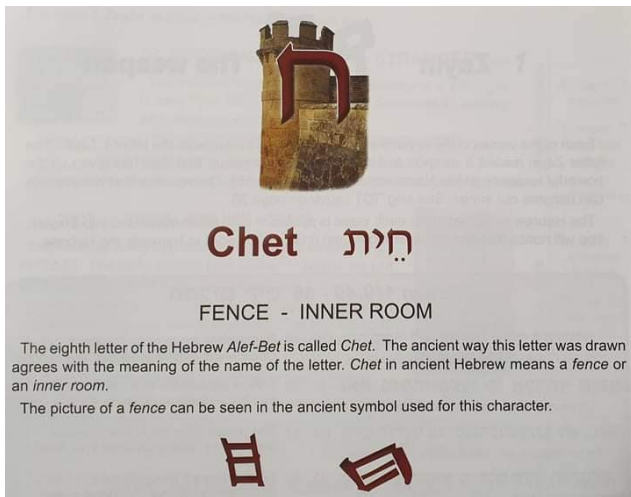 ח
Chet חֵית
FENCE - INNER ROOM
The eighth letter of the Hebrew Alef-Bet is called Chet. The ancient way this letter was drawn
agrees with the meaning of the name of the letter. Chet in ancient Hebrew means a fence or
an inner room.
The picture of a fence can be seen in the ancient symbol used for this character.